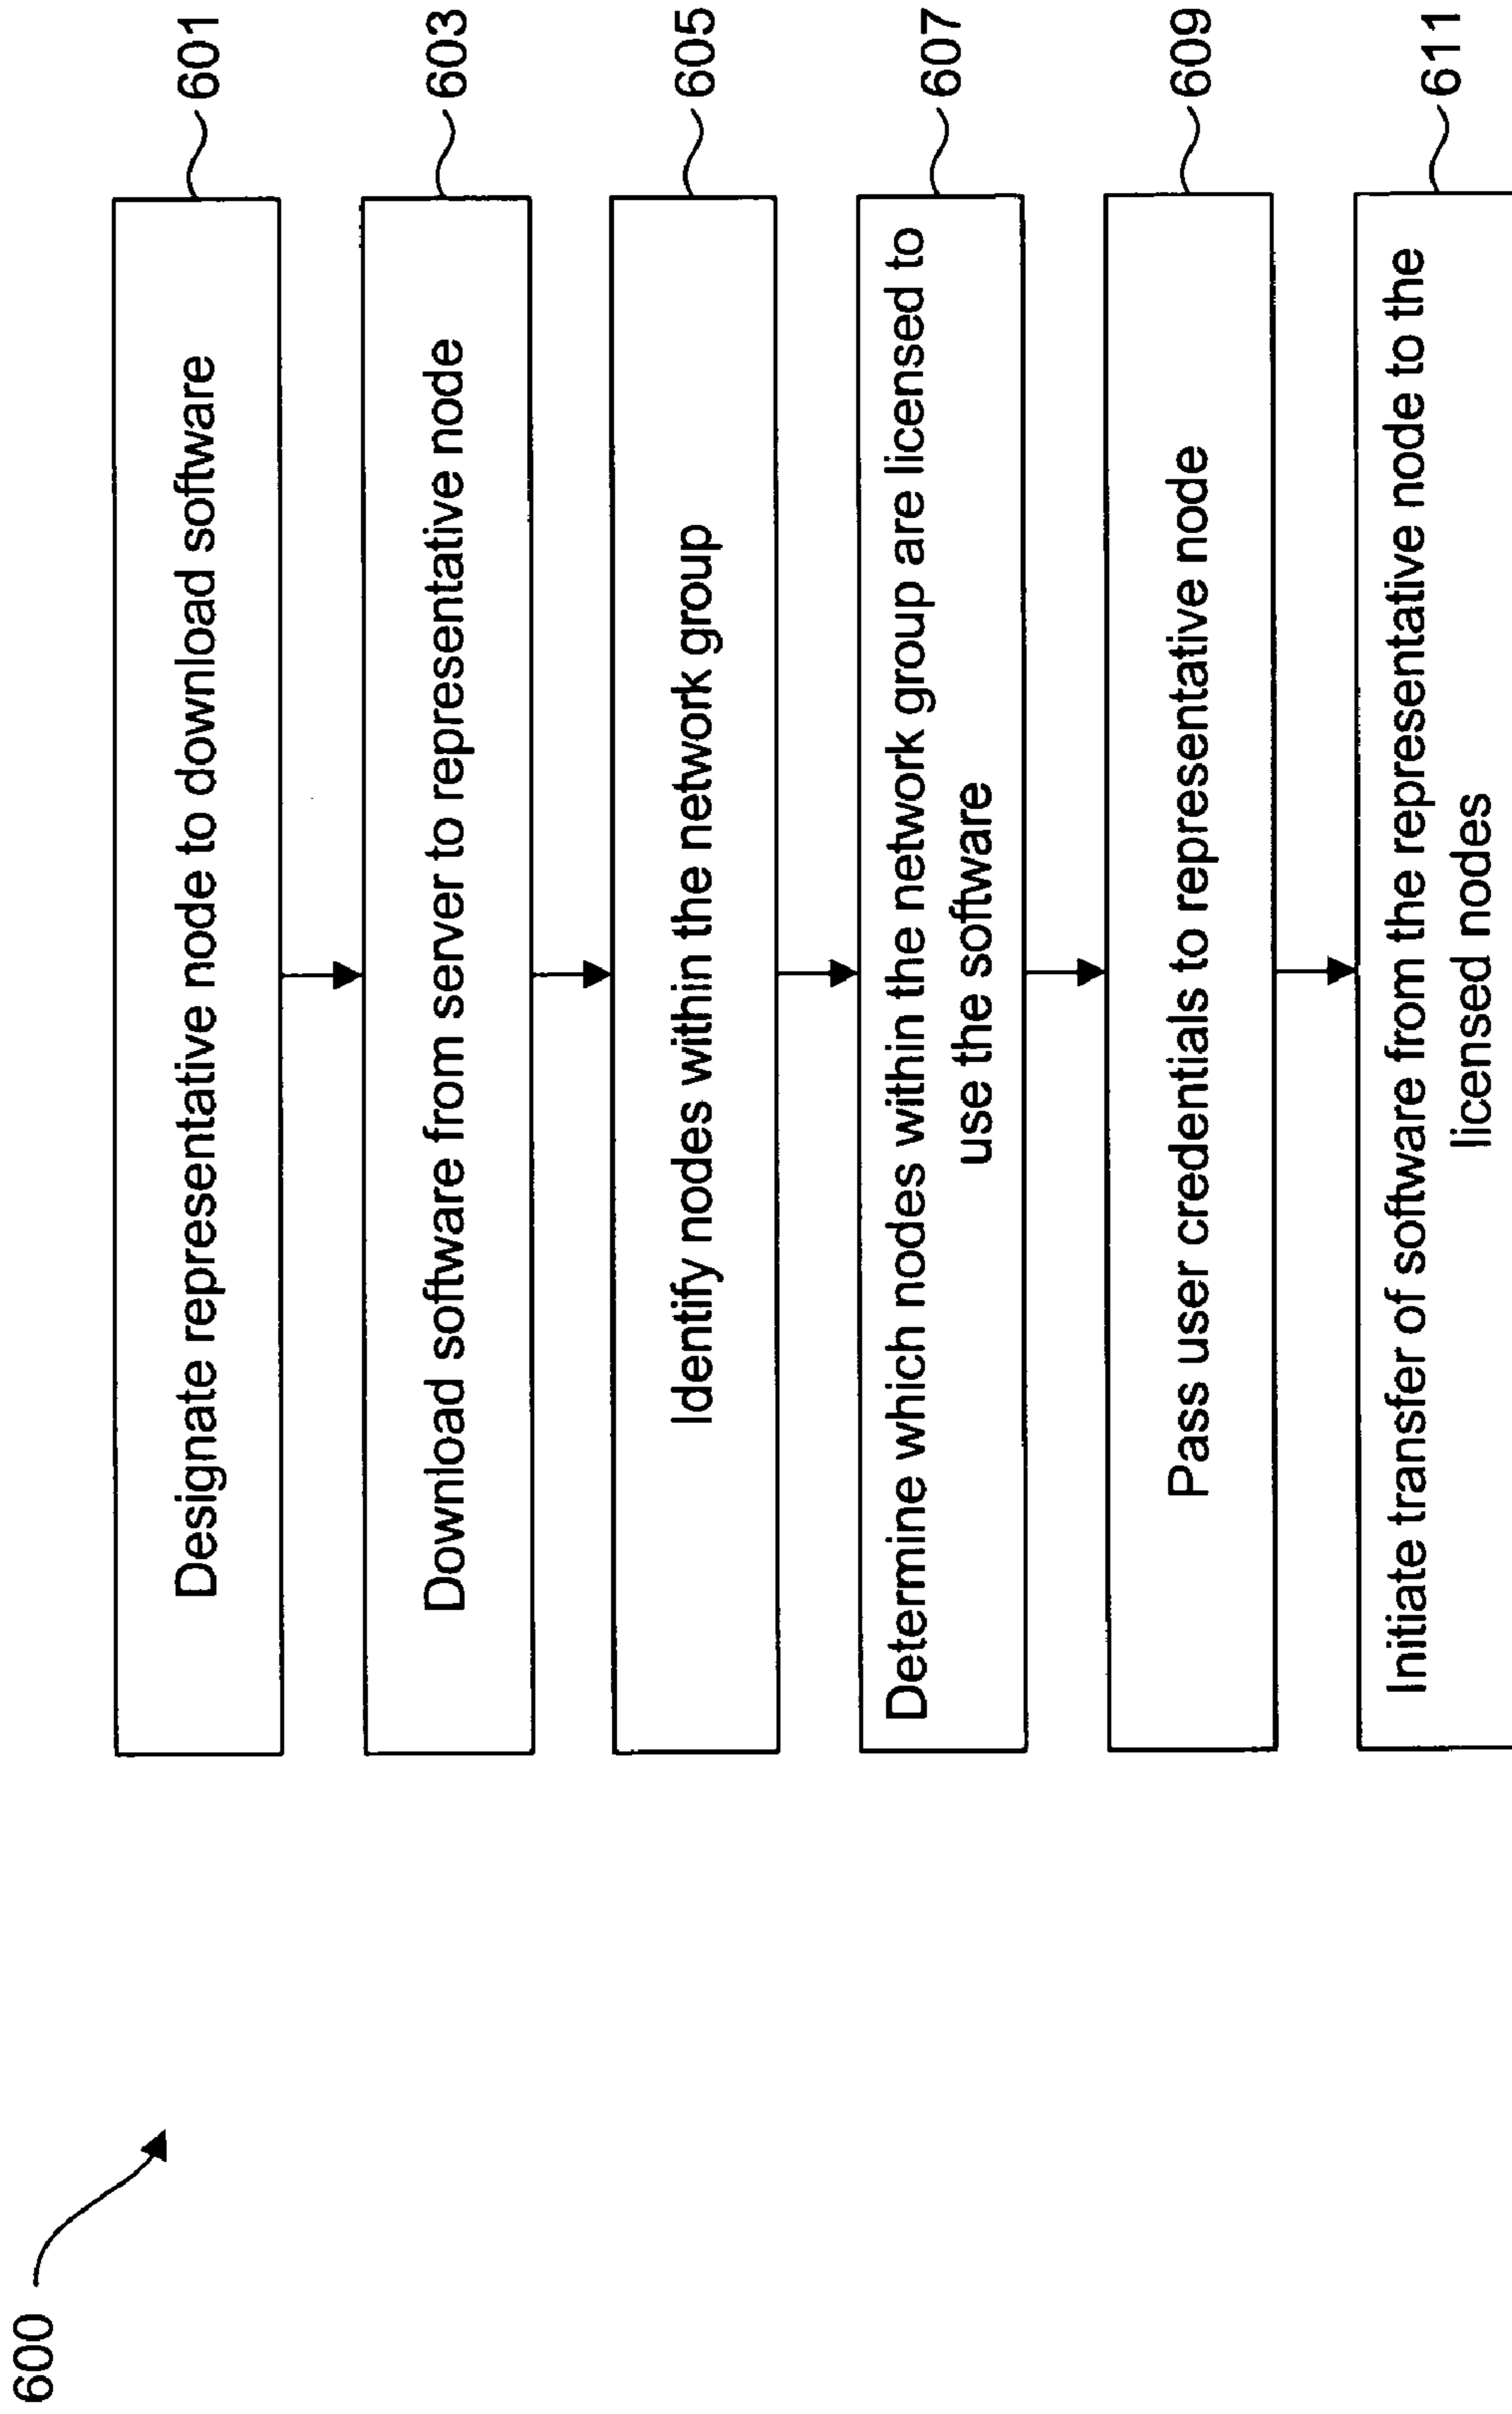 600
Designate representative node to download software
601
Download software from server to representative node
603
Identify nodes within the network group
605
Determine which nodes within the network group are licensed to
use the software
607
Pass user credentials to representative node
609
Initiate transfer of software from the representative node to the
licensed nodes
611